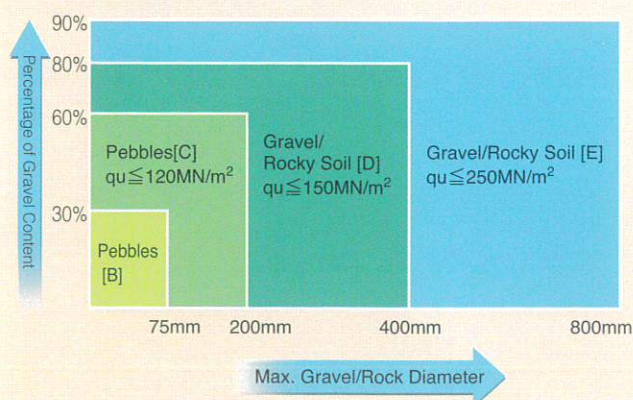 90%
80%
60%
30%
Percentage of Gravel Content
Pebbles[C]
qu≦120MN/m²
Gravel/
Rocky Soil [D]
qu≦150MN/m²
Gravel/Rocky Soil [E]
qu≦250MN/m²
Pebbles
[B]
75mm
200mm
400mm
800mm
Max. Gravel/Rock Diameter